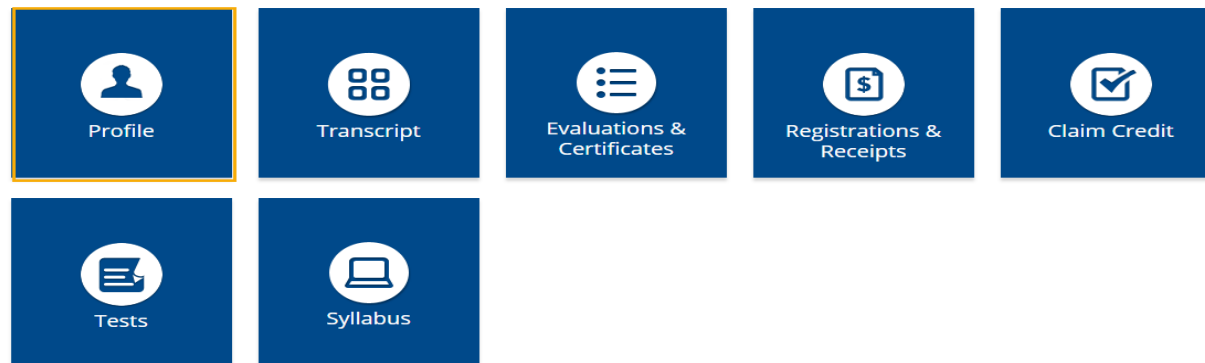 Profile
Transcript
Evaluations &
Certificates
Registrations &
Receipts
Claim Credit
Tests
Syllabus